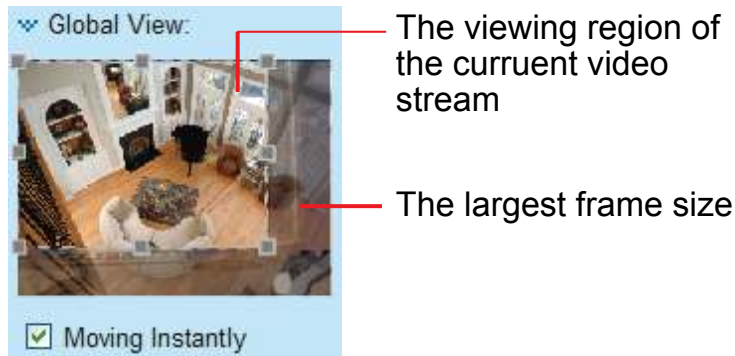 Global View:
The viewing region of
the curruent video
stream
The largest frame size
Moving Instantly